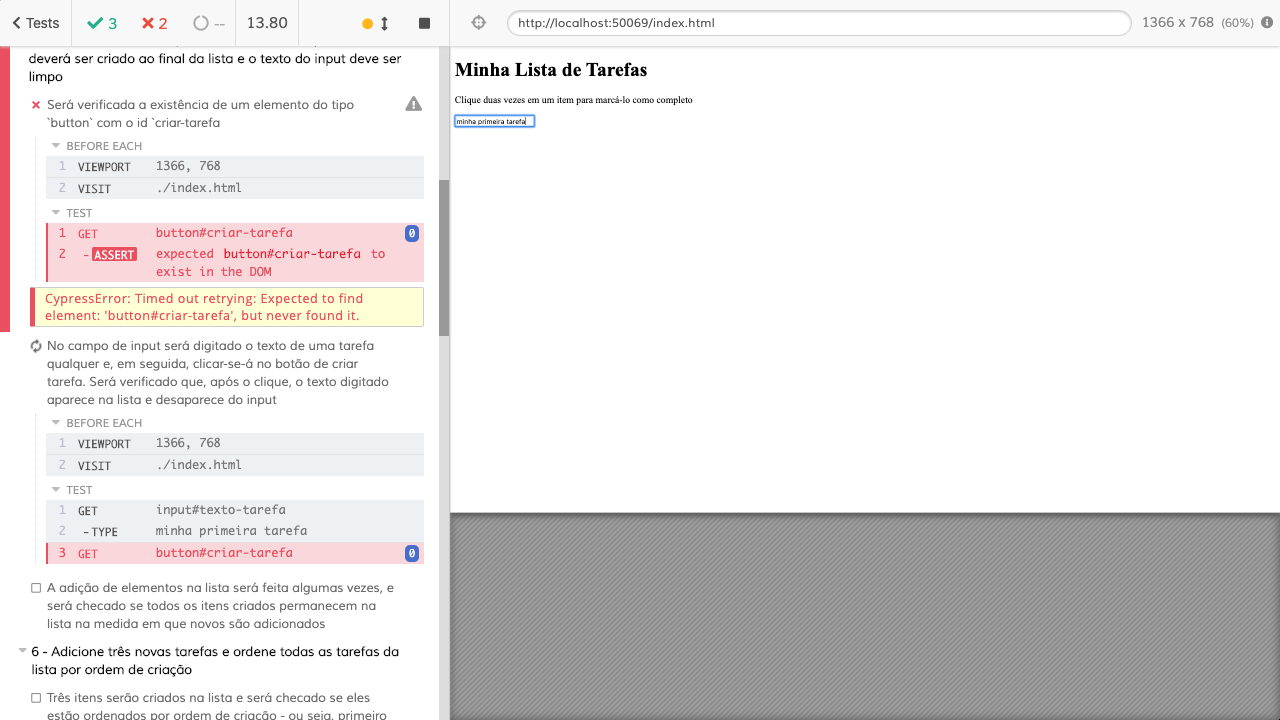 Tests
3
2
--
13.80
http://localhost:50069/index.html
1366 x 768 (60%)
deverá ser criado ao final da lista e o texto do input deve ser
limpo
Será verificada a existência de um elemento do tipo
`button` com o id `criar-tarefa
BEFORE EACH
1 VIEWPORT 1366, 768
2 VISIT ./index.html
TEST
1 GET button#criar-tarefa 0
2 -ASSERT expected button#criar-tarefa to
exist in the DOM
CypressError: Timed out retrying: Expected to find
element: 'button#criar-tarefa', but never found it.
No campo de input será digitado o texto de uma tarefa
qualquer e, em seguida, clicar-se-á no botão de criar
tarefa. Será verificado que, após o clique, o texto digitado
aparece na lista e desaparece do input
BEFORE EACH
1 VIEWPORT 1366, 768
2 VISIT ./index.html
TEST
1 GET input#texto-tarefa
2 -TYPE minha primeira tarefa
3 GET button#criar-tarefa 0
A adição de elementos na lista será feita algumas vezes, e
será checado se todos os itens criados permanecem na
lista na medida em que novos são adicionados
6 - Adicione três novas tarefas e ordene todas as tarefas da
lista por ordem de criação
Três itens serão criados na lista e será checado se eles
estão ordenados por ordem de criação - ou seja, primeiro
Minha Lista de Tarefas
Clique duas vezes em um item para marcá-lo como completo
minha primeira tarefa